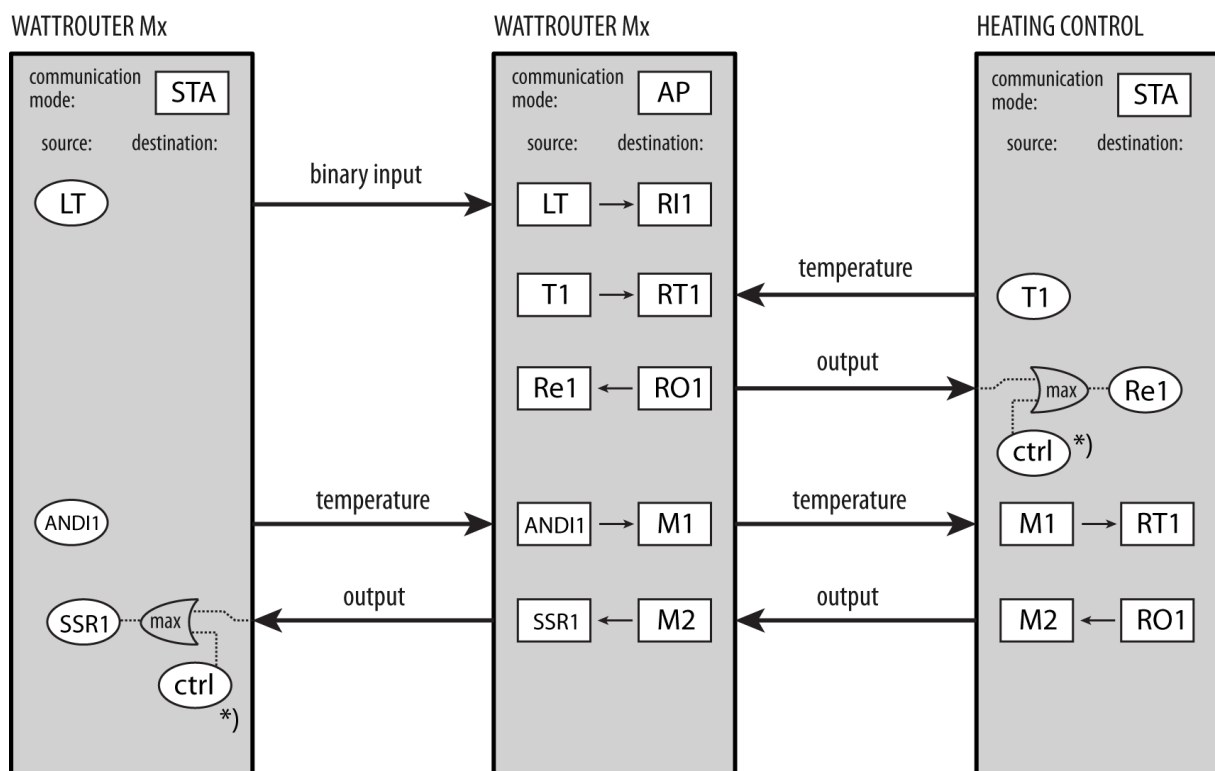 WATTROUTER Mx
WATTROUTER Mx
HEATING CONTROL
communication
mode:
STA
source:
destination:
communication
mode:
AP
source:
destination:
communication
mode:
STA
source:
destination:
LT
binary input
LT
RI1
T1
RT1
temperature
T1
Re1
RO1
output
max
Re1
ctrl
*)
ANDI1
temperature
ANDI1
M1
temperature
M1
RT1
SSR1
max
output
SSR1
M2
output
M2
RO1
ctrl
*)